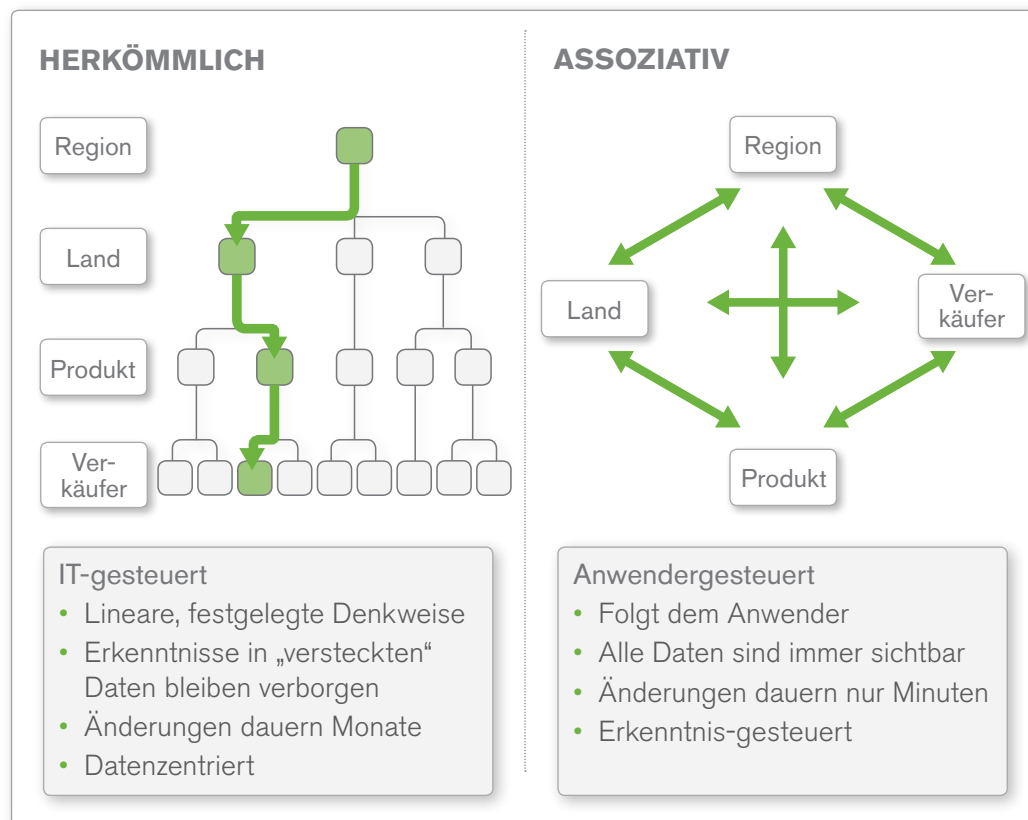 HERKÖMMLICH
Region
Land
Produkt
Ver-
käufer
IT-gesteuert
• Lineare, festgelegte Denkweise
• Erkenntnisse in „versteckten“
Daten bleiben verborgen
• Änderungen dauern Monate
• Datenzentriert
ASSOZIATIV
Region
Land
Ver-
käufer
Produkt
Anwendergesteuert
• Folgt dem Anwender
• Alle Daten sind immer sichtbar
• Änderungen dauern nur Minuten
• Erkenntnis-gesteuert